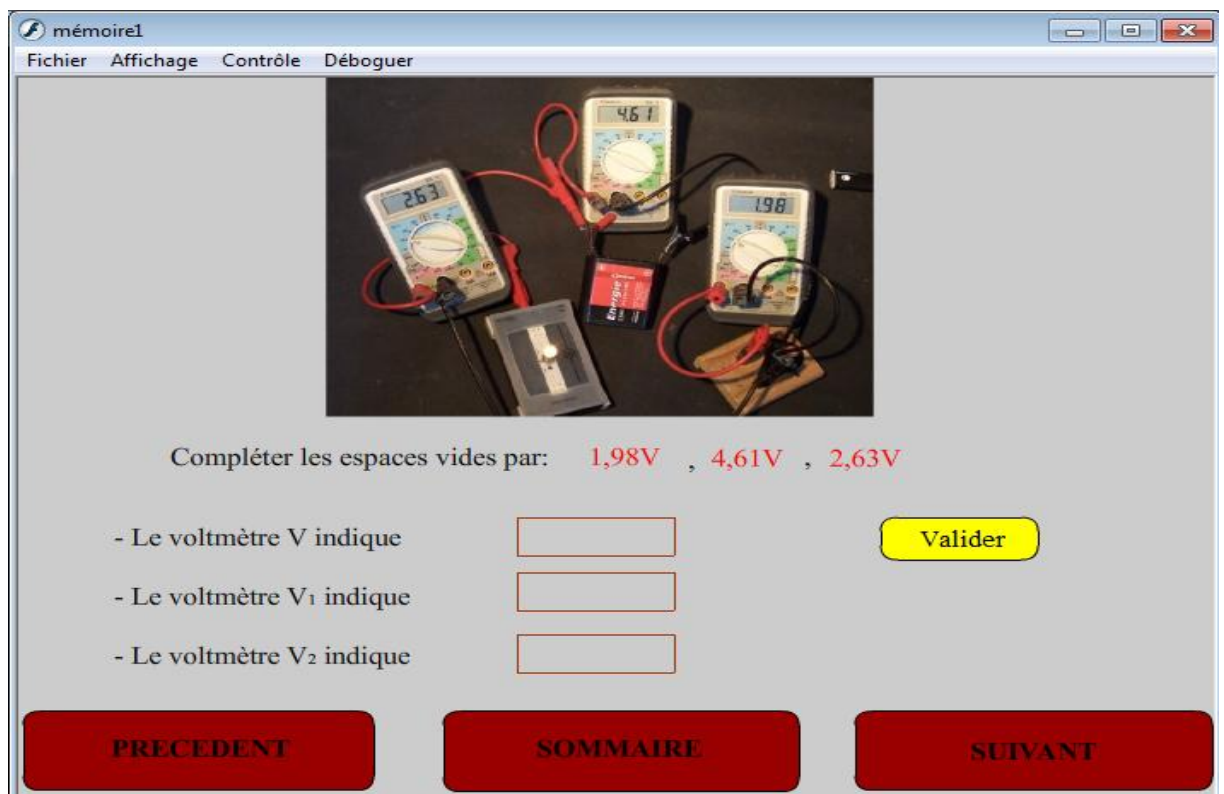 mémoire1
Fichier Affichage Contrôle Déboguer
4.61
2.63
1.98
Energie
Compléter les espaces vides par: 1,98V , 4,61V , 2,63V
- Le voltmètre V indique
Valider
- Le voltmètre V₁ indique
- Le voltmètre V₂ indique
PRECEDENT SOMMAIRE SUIVANT